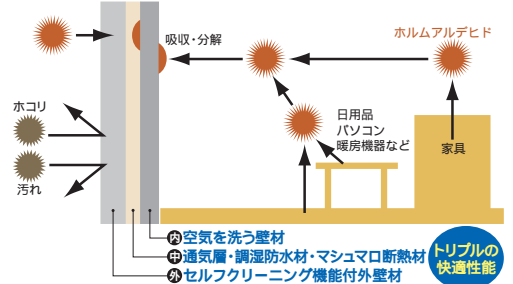 ホルムアルデヒド
吸収・分解
ホコリ
汚れ
日用品
パソコン
暖房機器など
家具
内 空気を洗う壁材
中 通気層・調湿防水材・マシュマロ断熱材
外 セルフクリーニング機能付外壁材
トリプルの
快適性能